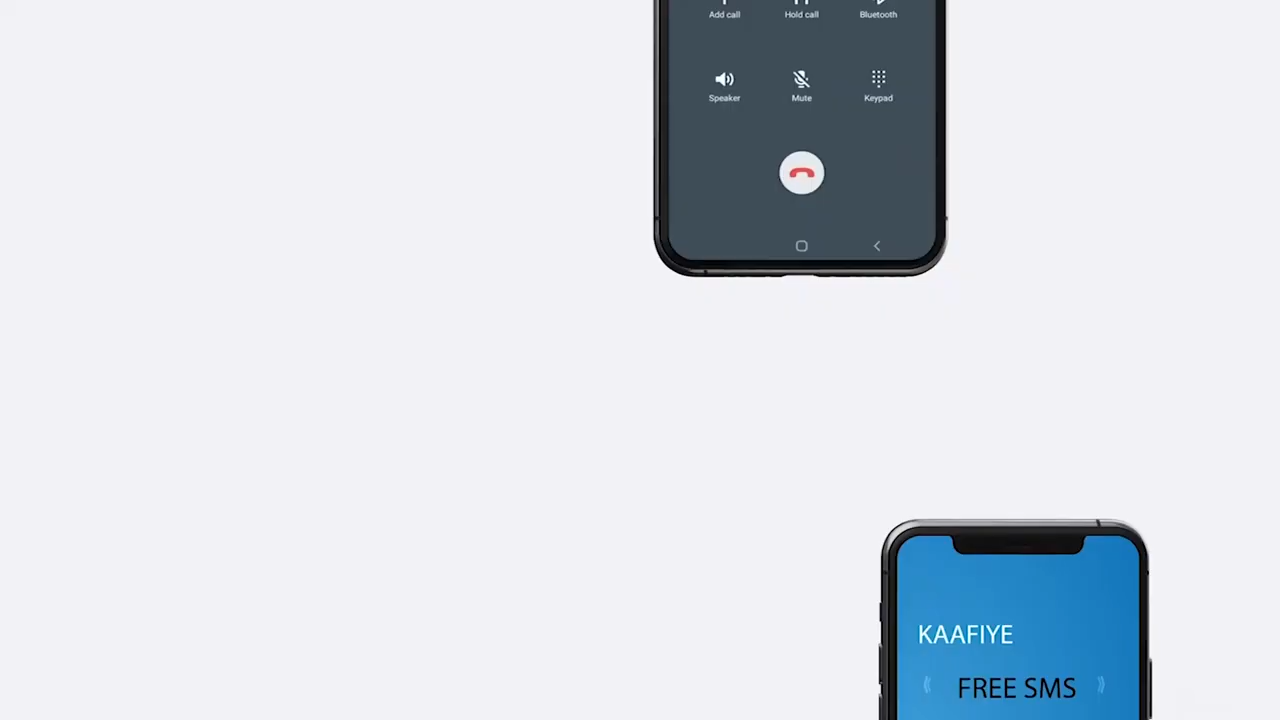 Add call Hold call Bluetooth
Speaker Mute Keypad
KAAFIYE
FREE SMS